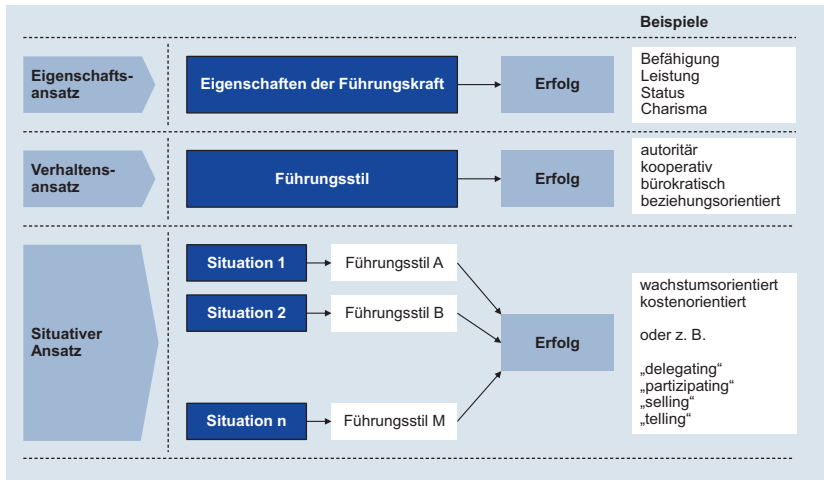 Beispiele
Eigenschafts-
ansatz
Eigenschaften der Führungskraft
Erfolg
Befähigung
Leistung
Status
Charisma
Verhaltens-
ansatz
Führungsstil
Erfolg
autoritär
kooperativ
bürokratisch
beziehungsorientiert
Situativer
Ansatz
Situation 1
Führungsstil A
Situation 2
Führungsstil B
Situation n
Führungsstil M
Erfolg
wachstumsorientiert
kostenorientiert
oder z. B.
„delegating“
„partizipating“
„selling“
„telling“